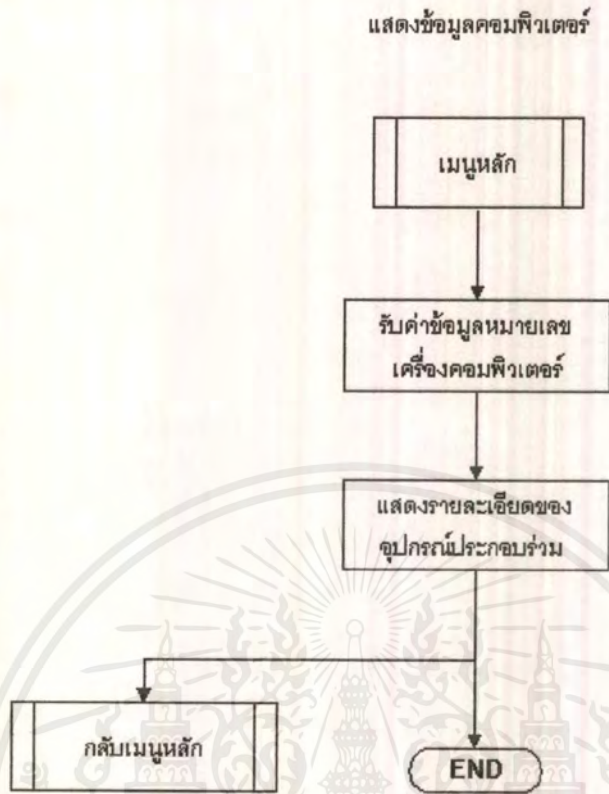 แสดงข้อมูลคอมพิวเตอร์
เมนูหลัก
รับค่าข้อมูลหมายเลข
เครื่องคอมพิวเตอร์
แสดงรายละเอียดของ
อุปกรณ์ประกอบร่วม
กลับเมนูหลัก
END